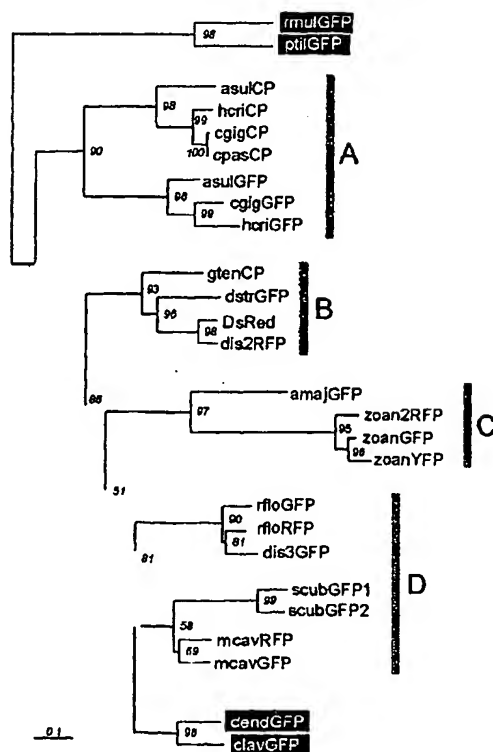 rmulGFP
98
ptilGFP
asulCP
98
hcriCP
99
cgigCP
100
cpasCP
90
A
asulGFP
98
cgigGFP
99
hcriGFP
gtenCP
93
dstrGFP
B
96
DsRed
98
dis2RFP
86
amajGFP
97
zoan2RFP
95
C
zoanGFP
96
zoanYFP
51
rfloGFP
90
rfloRFP
81
81
dis3GFP
D
scubGFP1
99
scubGFP2
58
mcavRFP
69
mcavGFP
dendGFP
98
clavGFP
0.1